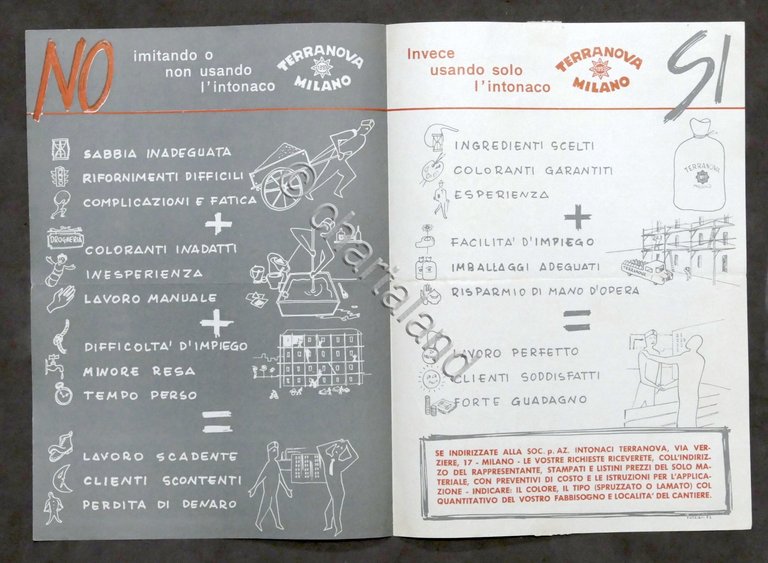 NO
imitando o
non usando
l'intonaco
TERRANOVA
MILANO
SABBIA INADEGUATA
RIFORNIMENTI DIFFICILI
COMPLICAZIONI E FATICA
+
DROGHERIA
COLORANTI INADATTI
INESPERIENZA
LAVORO MANUALE
+
DIFFICOLTA' D'IMPIEGO
MINORE RESA
TEMPO PERSO
=
LAVORO SCADENTE
CLIENTI SCONTENTI
PERDITA DI DENARO
Invece
usando solo
l'intonaco
TERRANOVA
MILANO
SI
INGREDIENTI SCELTI
COLORANTI GARANTITI
ESPERIENZA
TERRANOVA
MILANO
+
FACILITA' D'IMPIEGO
IMBALLAGGI ADEGUATI
RISPARMIO DI MANO D'OPERA
TERRANOVA
=
LAVORO PERFETTO
CLIENTI SODDISFATTI
FORTE GUADAGNO
SE INDIRIZZATE ALLA SOC. p. AZ. INTONACI TERRANOVA, VIA VER-
ZIERE, 17 - MILANO - LE VOSTRE RICHIESTE RICEVERETE, COLL'INDIRIZ-
ZO DEL RAPPRESENTANTE, STAMPATI E LISTINI PREZZI DEL SOLO MA-
TERIALE, CON PREVENTIVI DI COSTO E LE ISTRUZIONI PER L'APPLICA-
ZIONE - INDICARE: IL COLORE, IL TIPO (SPRUZZATO O LAMATO) COL
QUANTITATIVO DEL VOSTRO FABBISOGNO E LOCALITA' DEL CANTIERE.
© chartaland